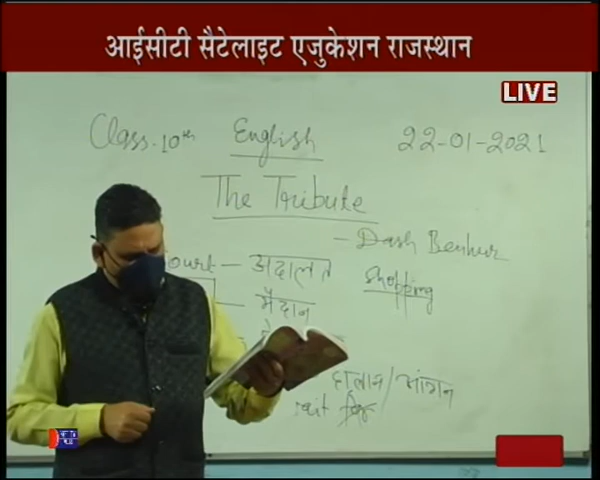 आईसीटी सैटेलाइट एजुकेशन राजस्थान
LIVE
Class. 10th English 22-01-2021
The Tribute
- Dash Benhur
ourt - अदालत shopping
- मैदान
दालान / आंगन